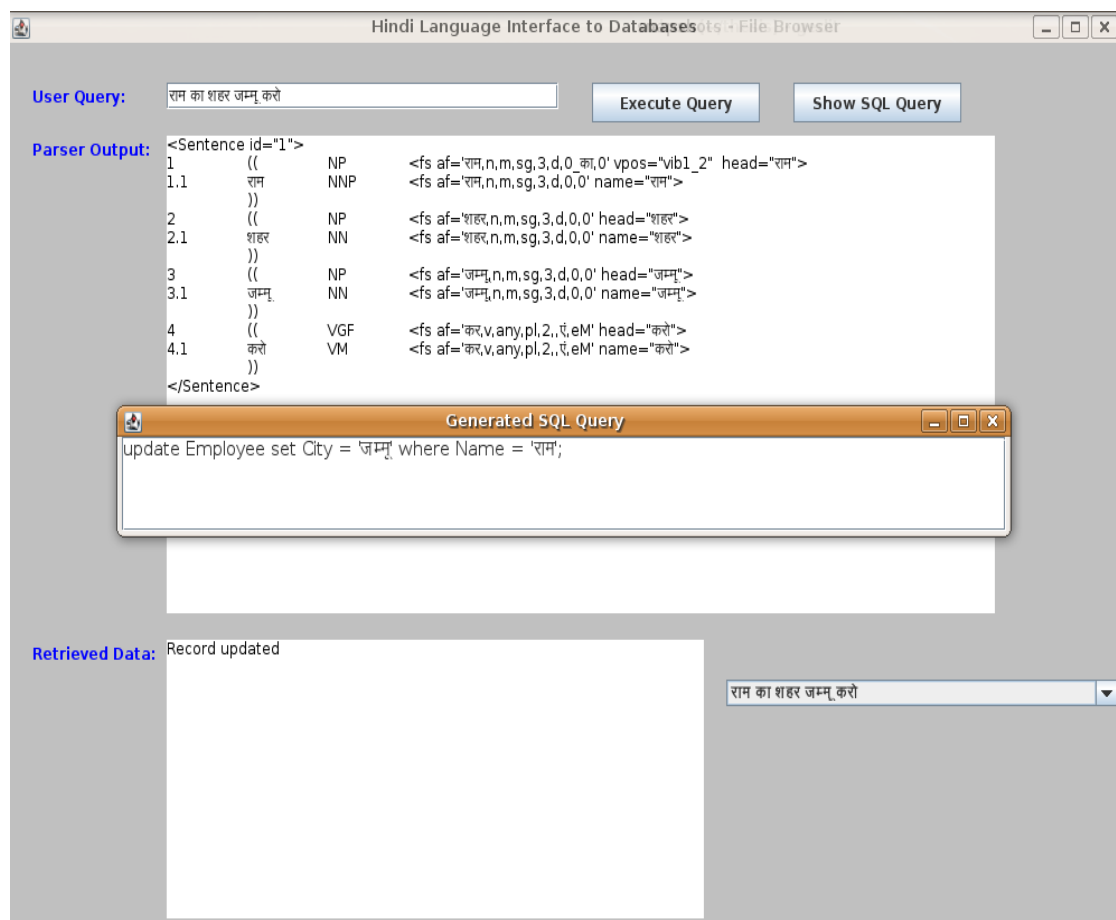 Hindi Language Interface to Databases
User Query: राम का शहर जम्मू करो Execute Query Show SQL Query
Parser Output:
<Sentence id="1">
1 (( NP <fs af='राम,n,m,sg,3,d,0_का,0' vpos="vib1_2" head="राम">
1.1 राम NNP <fs af='राम,n,m,sg,3,d,0,0' name="राम">
))
2 (( NP <fs af='शहर,n,m,sg,3,d,0,0' head="शहर">
2.1 शहर NN <fs af='शहर,n,m,sg,3,d,0,0' name="शहर">
))
3 (( NP <fs af='जम्मू,n,m,sg,3,d,0,0' head="जम्मू">
3.1 जम्मू NN <fs af='जम्मू,n,m,sg,3,d,0,0' name="जम्मू">
))
4 (( VGF <fs af='कर,v,any,pl,2,,एं,eM' head="करो">
4.1 करो VM <fs af='कर,v,any,pl,2,,एं,eM' name="करो">
))
</Sentence>
Generated SQL Query
update Employee set City = 'जम्मू' where Name = 'राम';
Retrieved Data: Record updated
राम का शहर जम्मू करो